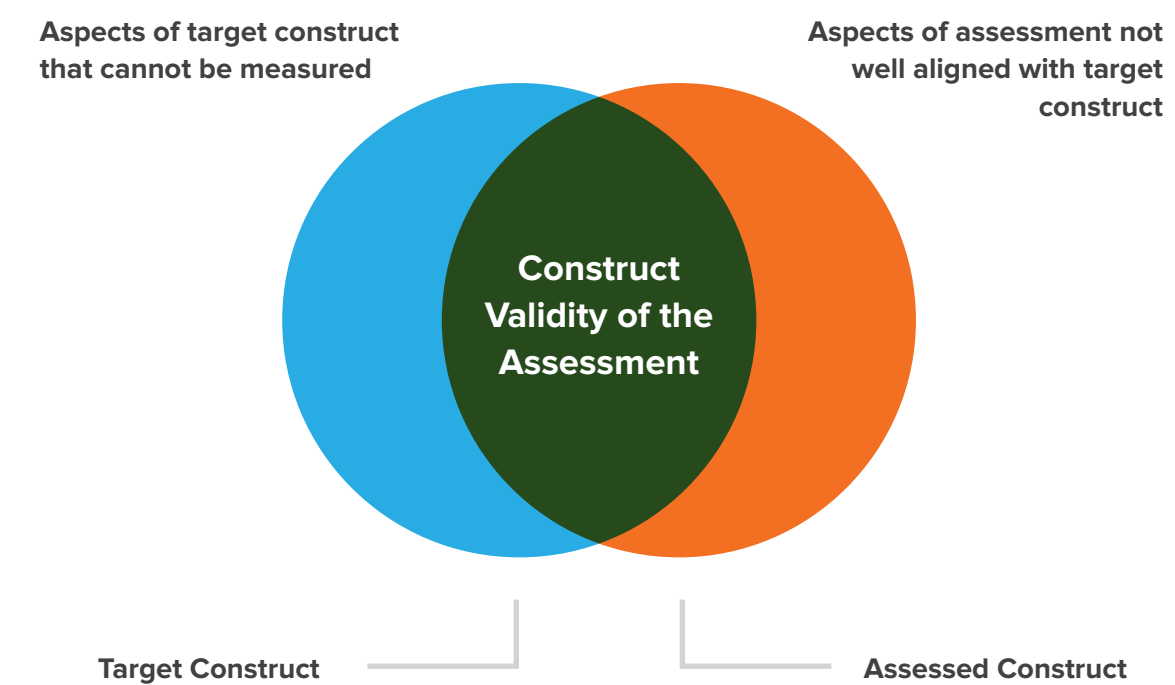 Aspects of target construct
that cannot be measured
Aspects of assessment not
well aligned with target
construct
Construct
Validity of the
Assessment
Target Construct
Assessed Construct